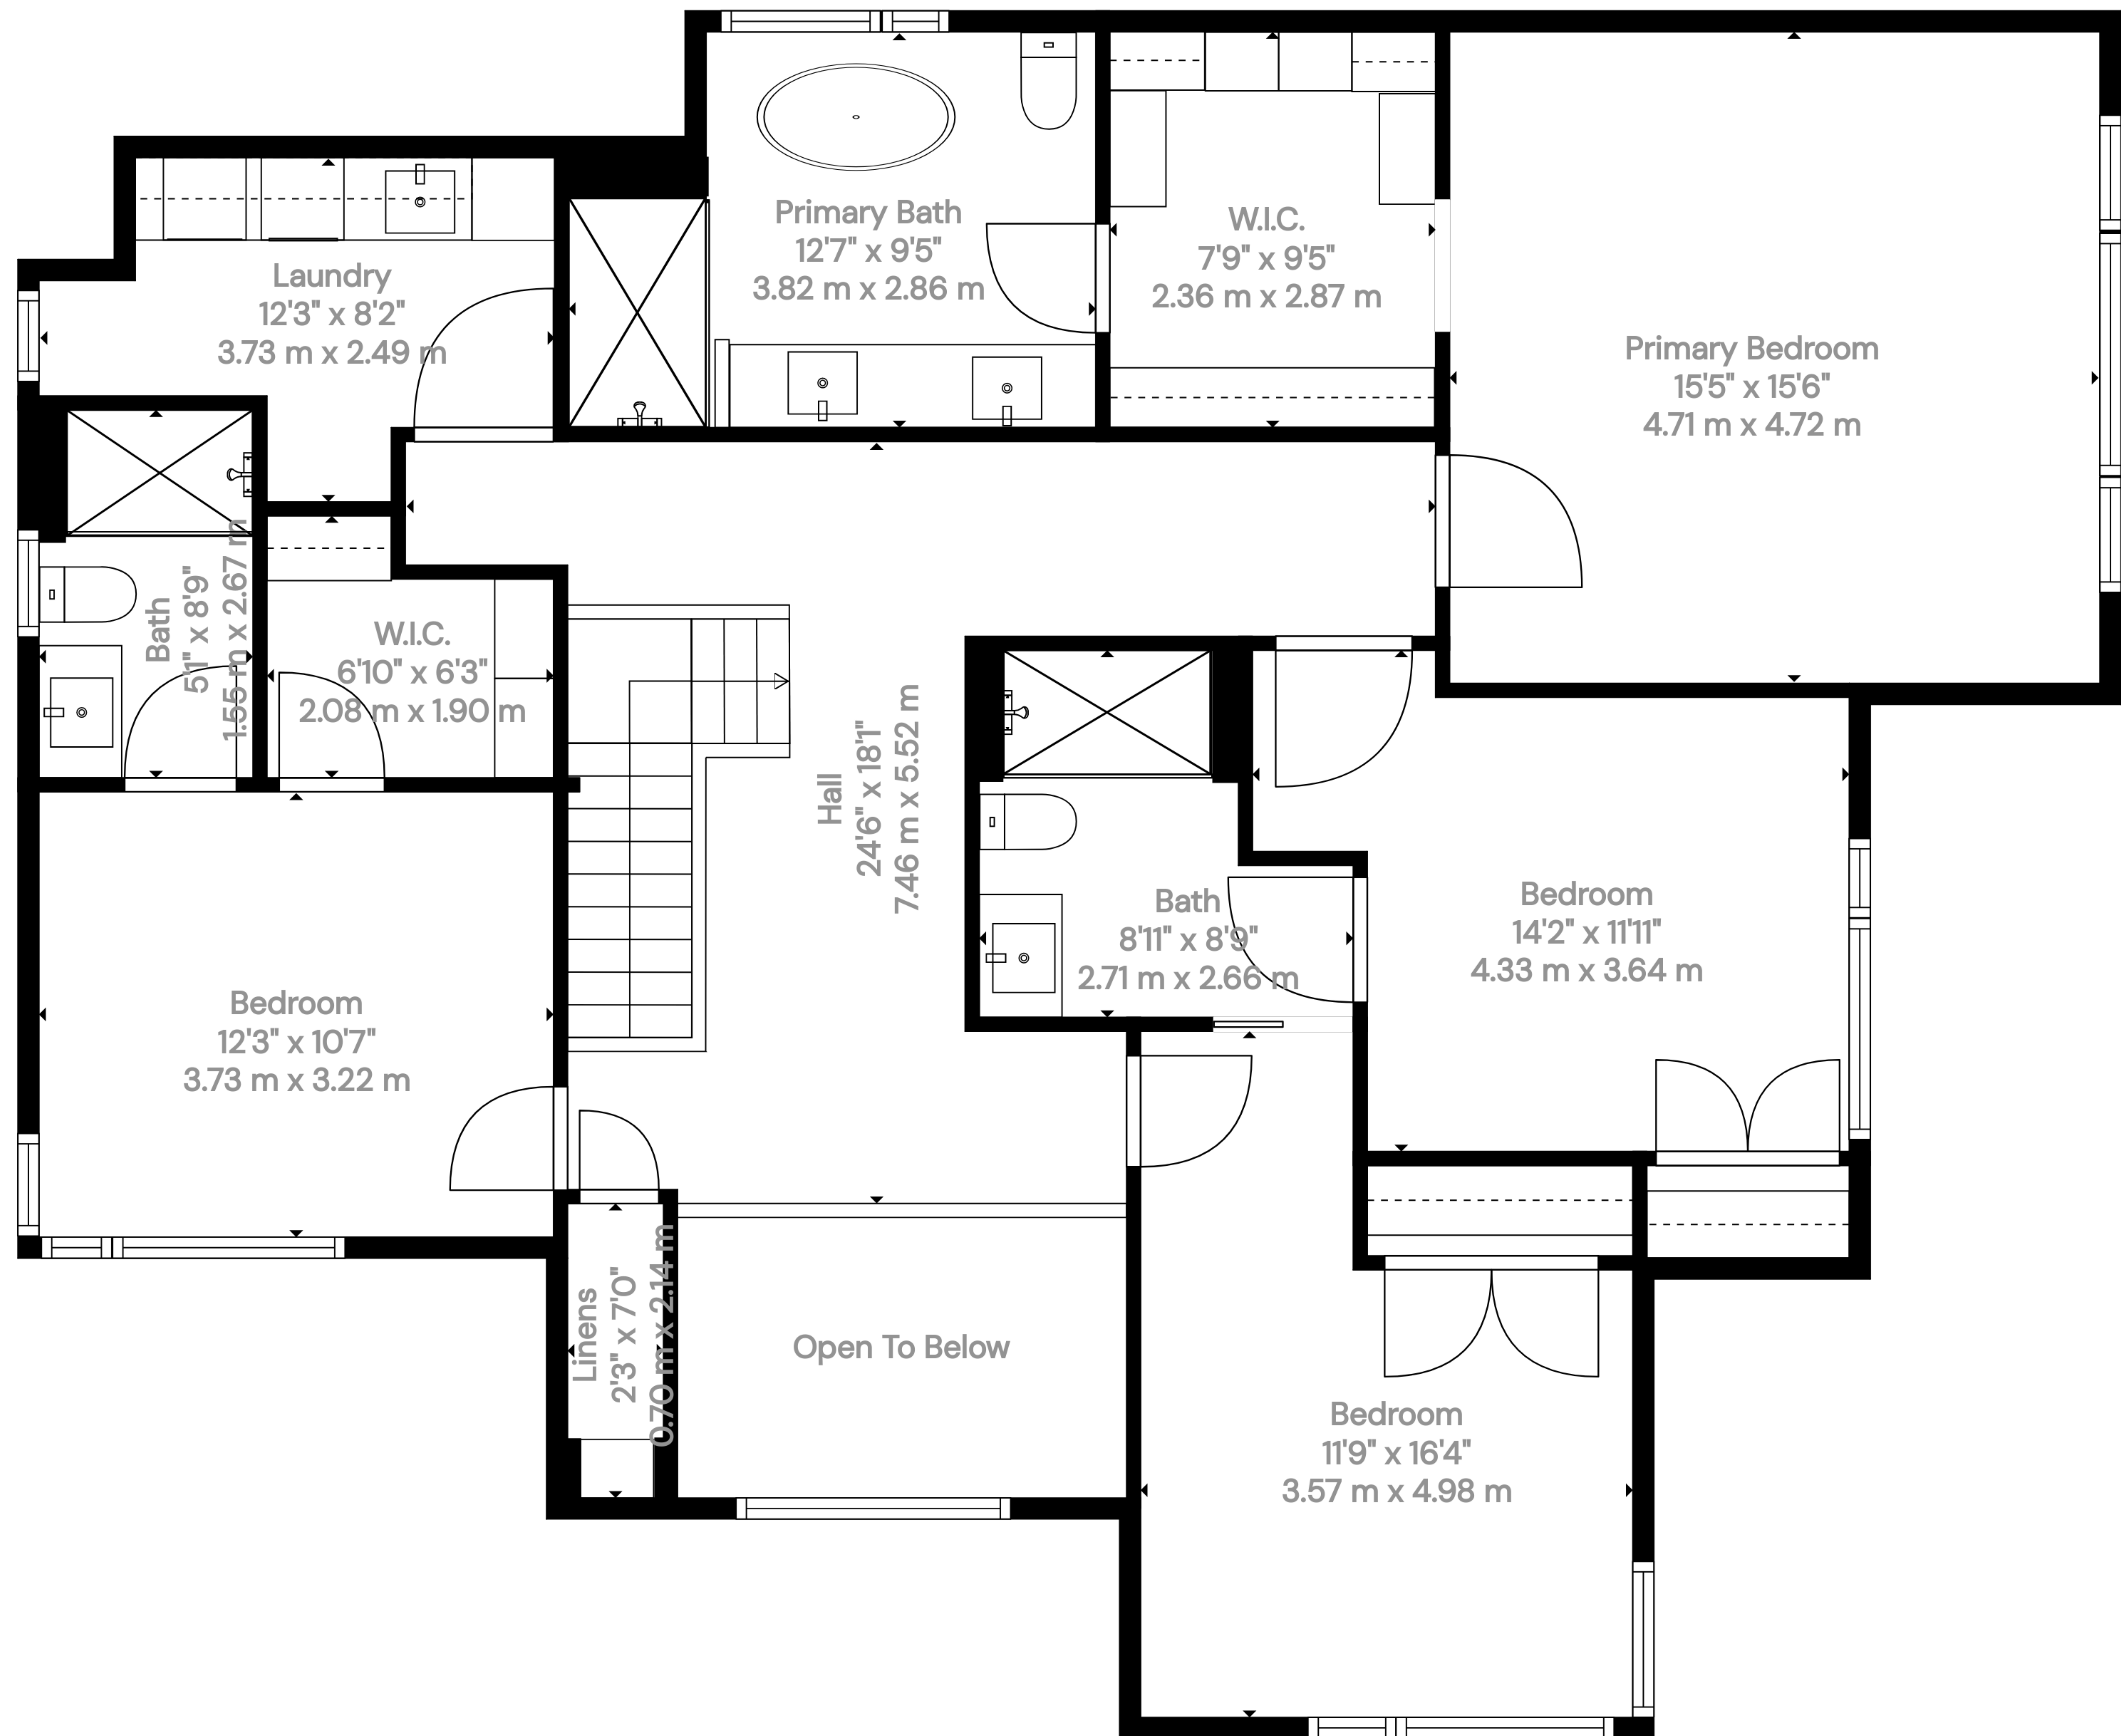 Primary Bath
12'7" x 9'5"
3.82 m x 2.86 m
W.I.C.
7'9" x 9'5"
2.36 m x 2.87 m
Laundry
12'3" x 8'2"
3.73 m x 2.49 m
Primary Bedroom
15'5" x 15'6"
4.71 m x 4.72 m
Bath
5'1" x 8'9"
1.55 m x 2.67 m
W.I.C.
6'10" x 6'3"
2.08 m x 1.90 m
Hall
24'6" x 18'1"
7.46 m x 5.52 m
Bath
8'11" x 8'9"
2.71 m x 2.66 m
Bedroom
14'2" x 11'11"
4.33 m x 3.64 m
Bedroom
12'3" x 10'7"
3.73 m x 3.22 m
Linens
2'3" x 7'0"
0.70 m x 2.14 m
Open To Below
Bedroom
11'9" x 16'4"
3.57 m x 4.98 m